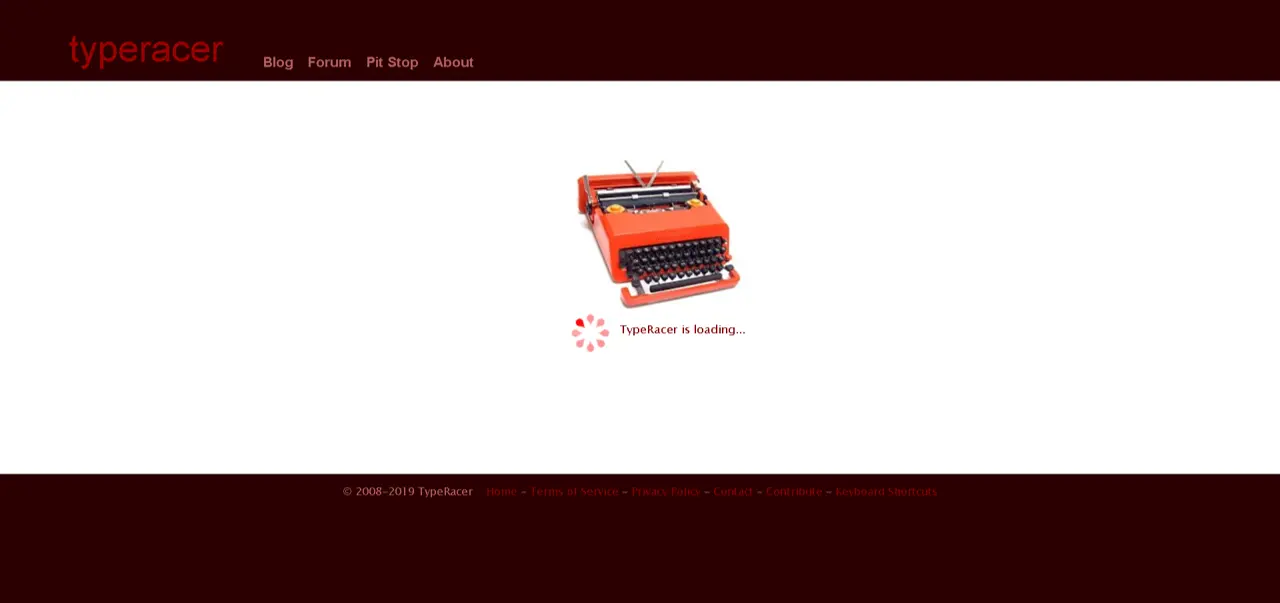 typeracer
Blog Forum Pit Stop About
TypeRacer is loading...
© 2008-2019 TypeRacer Home - Terms of Service - Privacy Policy - Contact - Contribute - Keyboard Shortcuts